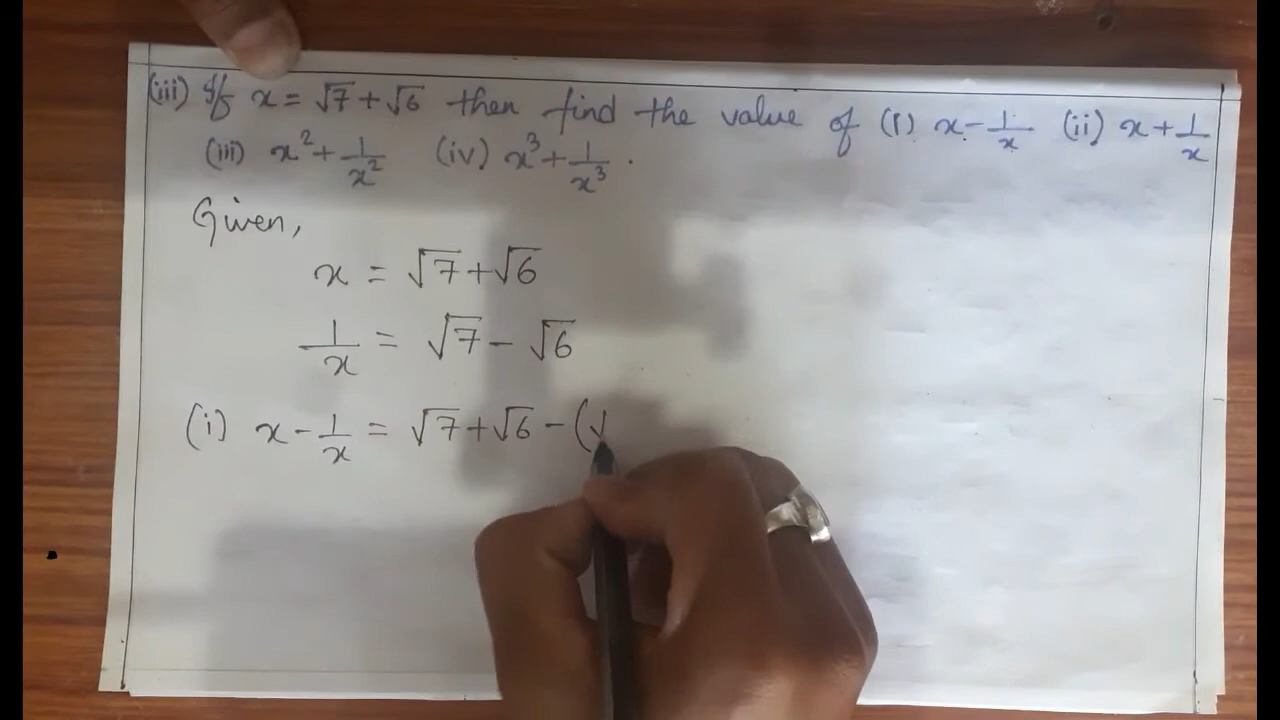 (iii) If x = √7 + √6 then find the value of (i) x - 1/x (ii) x + 1/x
(iii) x² + 1/x² (iv) x³ + 1/x³ .
Given,
x = √7 + √6
1/x = √7 - √6
(i) x - 1/x = √7 + √6 - (√